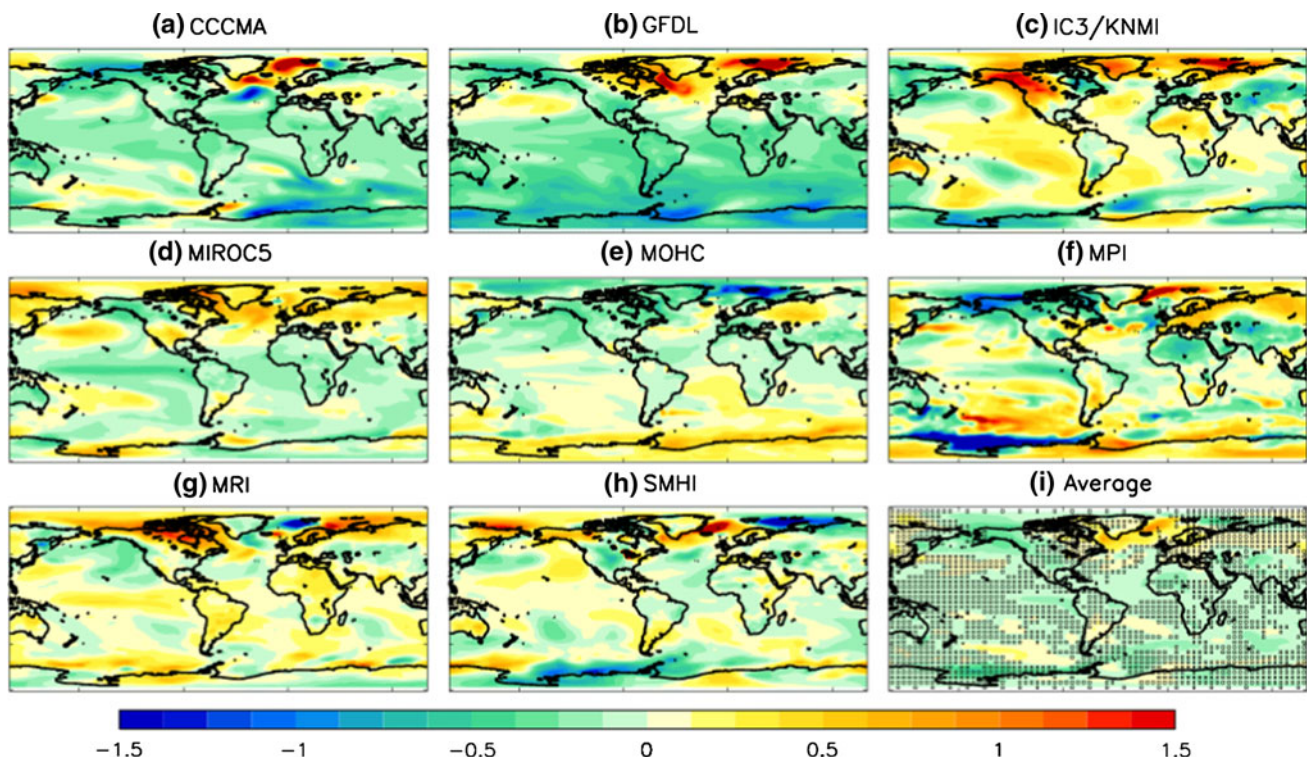 (a) CCCMA
(b) GFDL
(c) IC3/KNMI
(d) MIROC5
(e) MOHC
(f) MPI
(g) MRI
(h) SMHI
(i) Average
−1.5 −1 −0.5 0 0.5 1 1.5